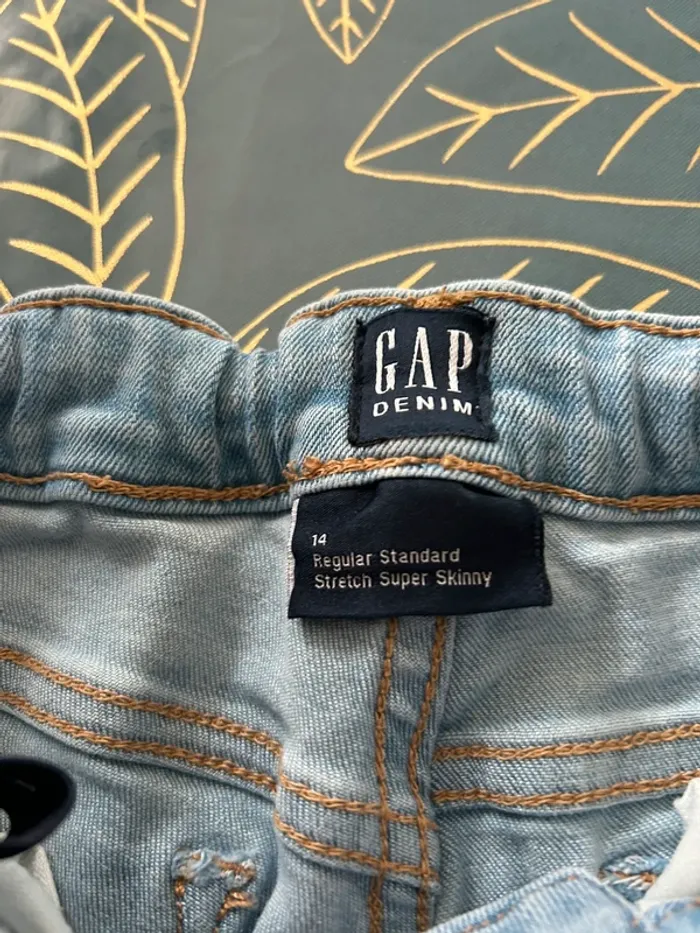 GAP
DENIM
14
Regular Standard
Stretch Super Skinny